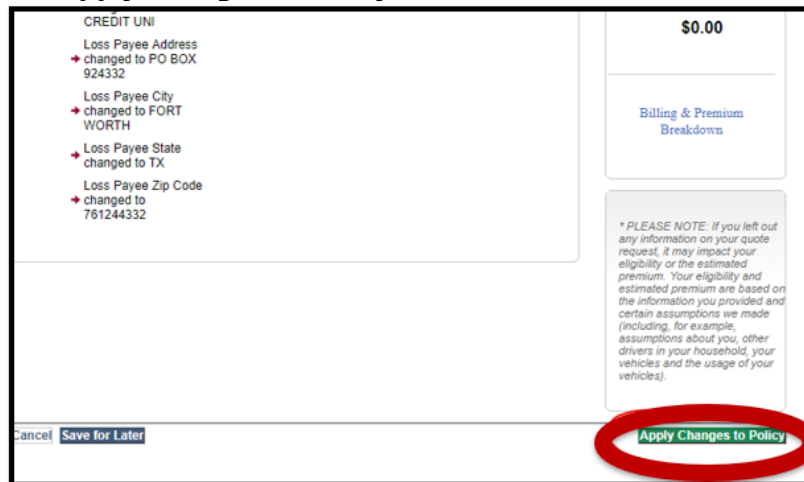 CREDIT UNI
Loss Payee Address
changed to PO BOX
924332
Loss Payee City
changed to FORT
WORTH
Loss Payee State
changed to TX
Loss Payee Zip Code
changed to
761244332
$0.00
Billing & Premium
Breakdown
* PLEASE NOTE: If you left out
any information on your quote
request, it may impact your
eligibility or the estimated
premium. Your eligibility and
estimated premium are based on
the information you provided and
certain assumptions we made
(including, for example,
assumptions about you, other
drivers in your household, your
vehicles and the usage of your
vehicles).
Cancel Save for Later
Apply Changes to Policy